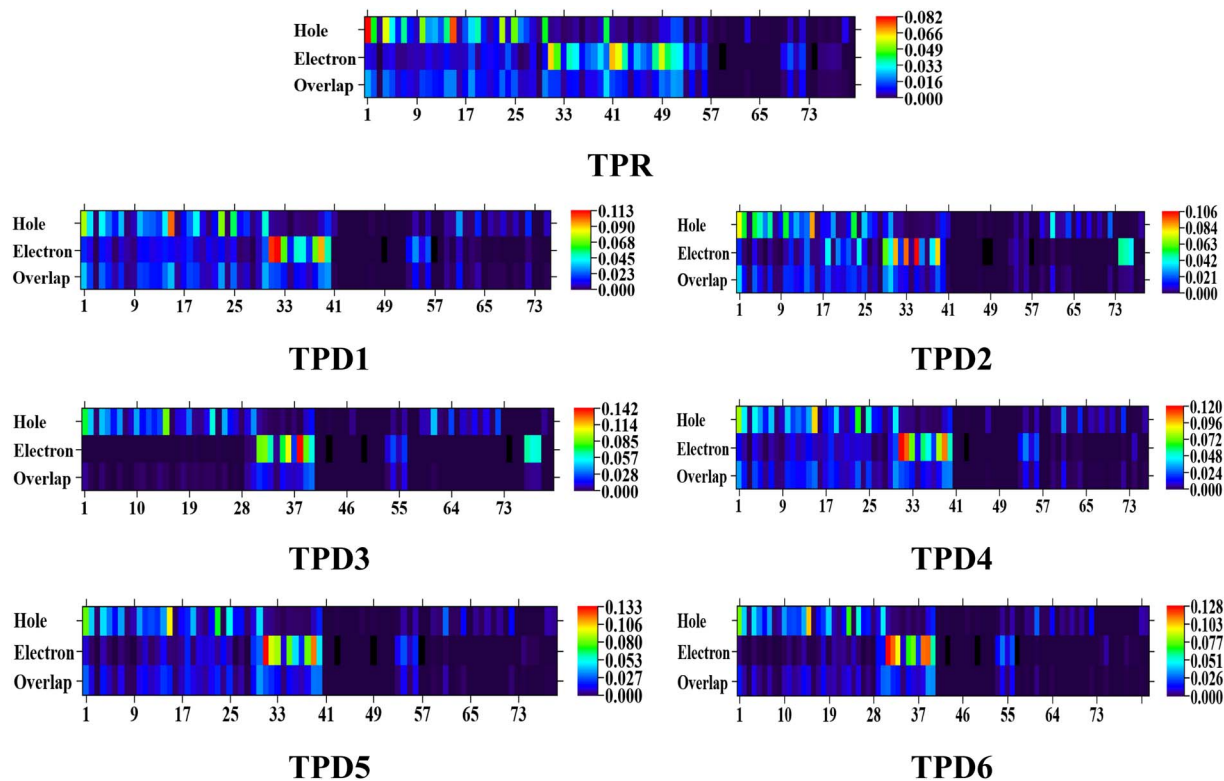 Hole
Electron
Overlap
0.082
0.066
0.049
0.033
0.016
0.000
1 9 17 25 33 41 49 57 65 73
TPR
Hole
Electron
Overlap
0.113
0.090
0.068
0.045
0.023
0.000
1 9 17 25 33 41 49 57 65 73
TPD1
Hole
Electron
Overlap
0.106
0.084
0.063
0.042
0.021
0.000
1 9 17 25 33 41 49 57 65 73
TPD2
Hole
Electron
Overlap
0.142
0.114
0.085
0.057
0.028
0.000
1 10 19 28 37 46 55 64 73
TPD3
Hole
Electron
Overlap
0.120
0.096
0.072
0.048
0.024
0.000
1 9 17 25 33 41 49 57 65 73
TPD4
Hole
Electron
Overlap
0.133
0.106
0.080
0.053
0.027
0.000
1 9 17 25 33 41 49 57 65 73
TPD5
Hole
Electron
Overlap
0.128
0.103
0.077
0.051
0.026
0.000
1 10 19 28 37 46 55 64 73
TPD6